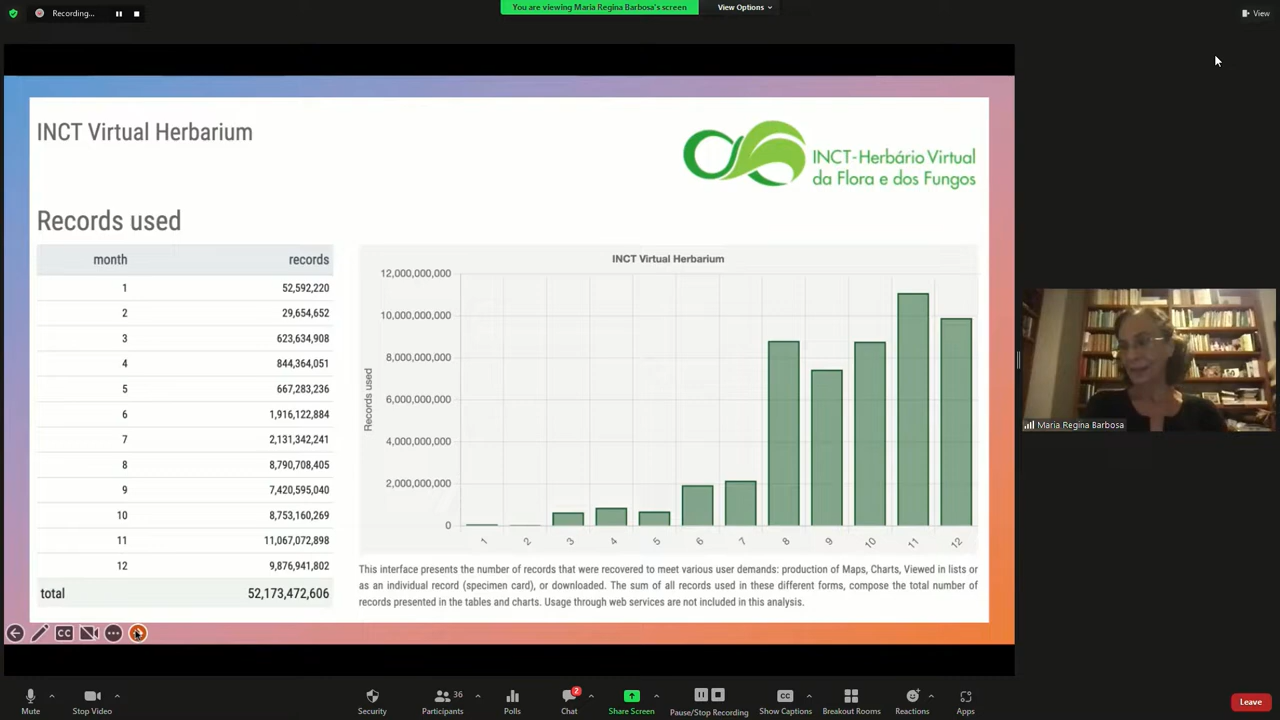 Recording...
You are viewing Maria Regina Barbosa's screen
View Options
View
INCT Virtual Herbarium
INCT-Herbário Virtual
da Flora e dos Fungos
Records used
month records
1 52,592,220
2 29,654,652
3 623,634,908
4 844,364,051
5 667,283,236
6 1,916,122,884
7 2,131,342,241
8 8,790,708,405
9 7,420,595,040
10 8,753,160,269
11 11,067,072,898
12 9,876,941,802
total 52,173,472,606
INCT Virtual Herbarium
12,000,000,000
10,000,000,000
8,000,000,000
6,000,000,000
4,000,000,000
2,000,000,000
0
Records used
1 2 3 4 5 6 7 8 9 10 11 12
This interface presents the number of records that were recovered to meet various user demands: production of Maps, Charts, Viewed in lists or
as an individual record (specimen card), or downloaded. The sum of all records used in these different forms, compose the total number of
records presented in the tables and charts. Usage through web services are not included in this analysis.
CC
Maria Regina Barbosa
Mute
Stop Video
Security
Participants 36
Polls
Chat 2
Share Screen
Pause/Stop Recording
CC
Show Captions
Breakout Rooms
Reactions
Apps
Leave